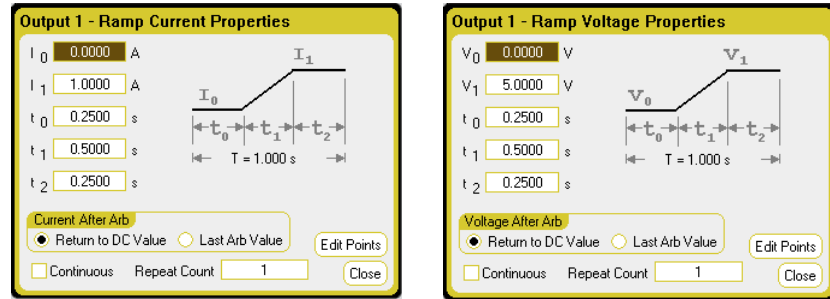 Output 1 - Ramp Current Properties
I 0 0.0000 A
I 1 1.0000 A
t 0 0.2500 s
t 1 0.5000 s
t 2 0.2500 s
I1
I0
t0 t1 t2
T = 1.000 s
Current After Arb
Return to DC Value Last Arb Value
Edit Points
Continuous Repeat Count 1
Close
Output 1 - Ramp Voltage Properties
V0 0.0000 V
V1 5.0000 V
t 0 0.2500 s
t 1 0.5000 s
t 2 0.2500 s
V1
V0
t0 t1 t2
T = 1.000 s
Voltage After Arb
Return to DC Value Last Arb Value
Edit Points
Continuous Repeat Count 1
Close